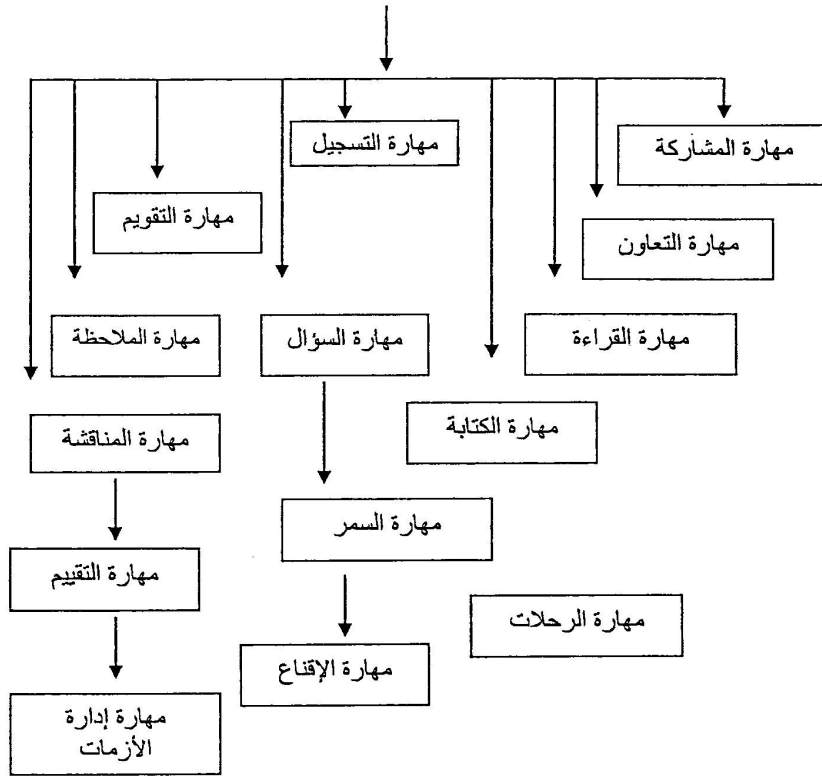 مهارة المشاركة
مهارة التسجيل
مهارة التقويم
مهارة التعاون
مهارة القراءة
مهارة السؤال
مهارة الملاحظة
مهارة الكتابة
مهارة المناقشة
مهارة السمر
مهارة التقييم
مهارة الرحلات
مهارة الإقناع
مهارة إدارة
الأزمات